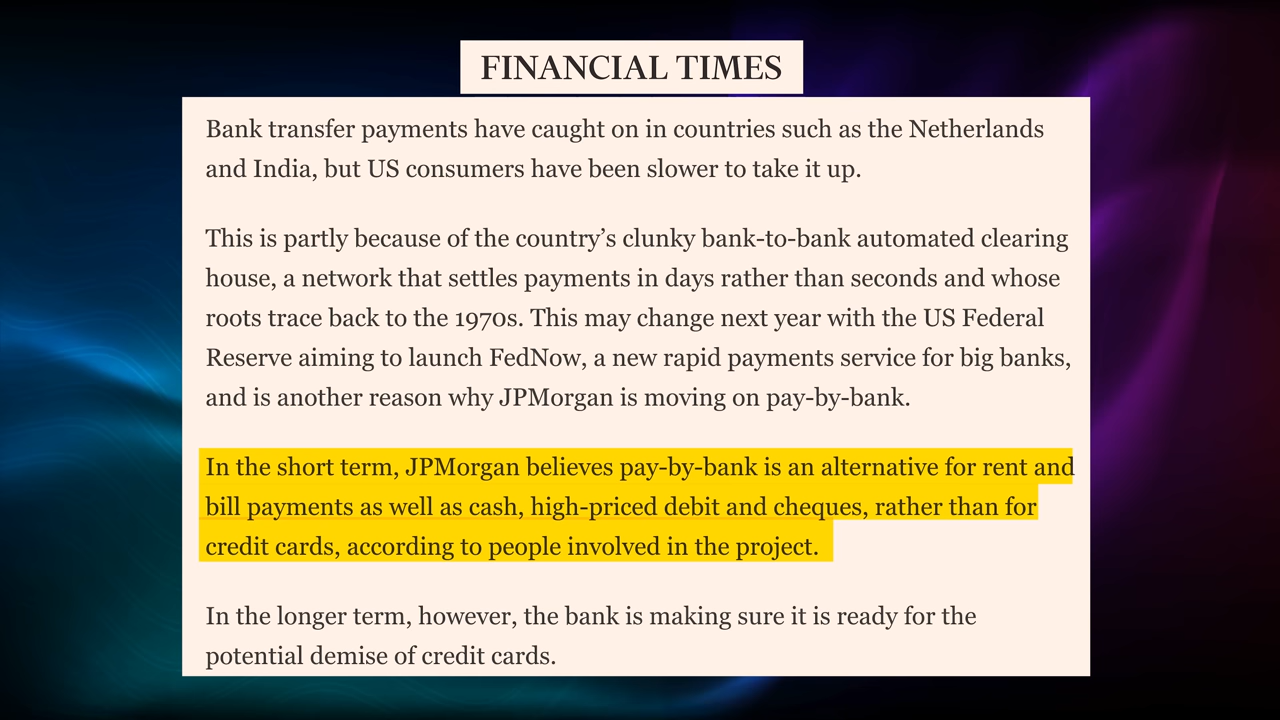 FINANCIAL TIMES
Bank transfer payments have caught on in countries such as the Netherlands
and India, but US consumers have been slower to take it up.
This is partly because of the country’s clunky bank-to-bank automated clearing
house, a network that settles payments in days rather than seconds and whose
roots trace back to the 1970s. This may change next year with the US Federal
Reserve aiming to launch FedNow, a new rapid payments service for big banks,
and is another reason why JPMorgan is moving on pay-by-bank.
In the short term, JPMorgan believes pay-by-bank is an alternative for rent and
bill payments as well as cash, high-priced debit and cheques, rather than for
credit cards, according to people involved in the project.
In the longer term, however, the bank is making sure it is ready for the
potential demise of credit cards.